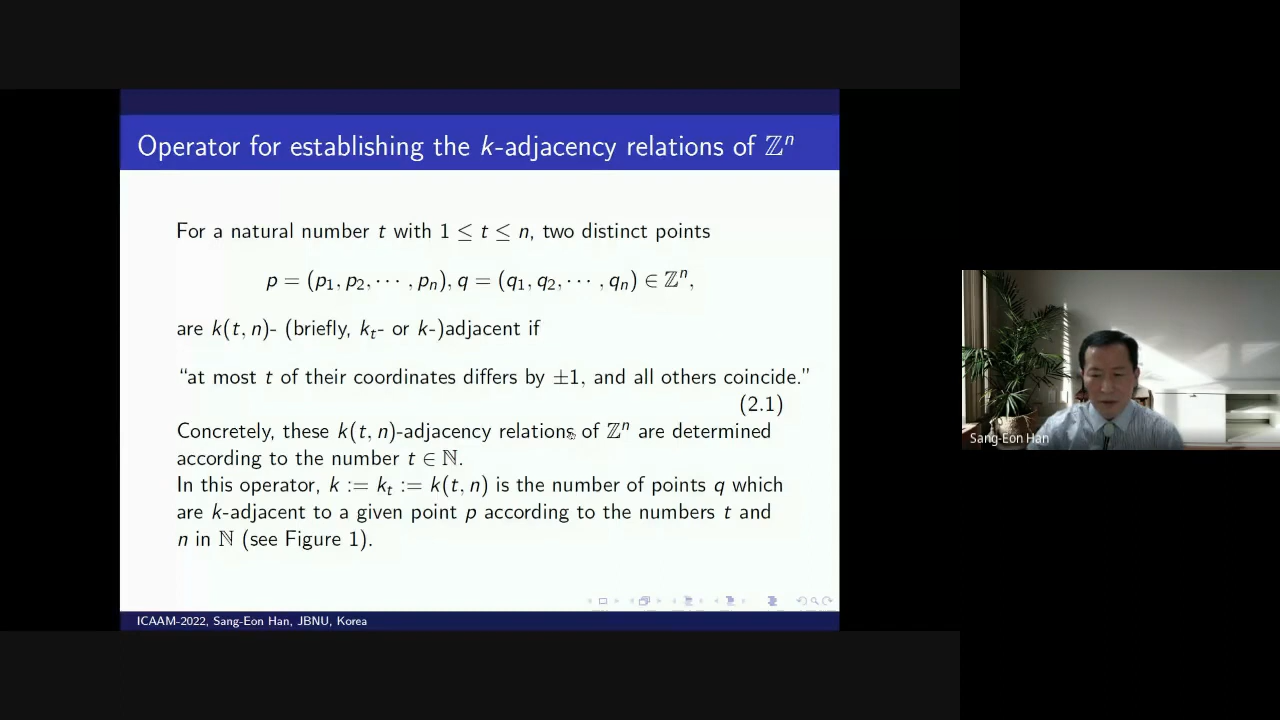 Operator for establishing the k-adjacency relations of ℤⁿ
For a natural number t with 1 ≤ t ≤ n, two distinct points
p = (p₁, p₂, ⋯ , pₙ), q = (q₁, q₂, ⋯ , qₙ) ∈ ℤⁿ,
are k(t, n)- (briefly, kₜ- or k-)adjacent if
“at most t of their coordinates differs by ±1, and all others coincide.”
(2.1)
Concretely, these k(t, n)-adjacency relations of ℤⁿ are determined
according to the number t ∈ ℕ.
In this operator, k := kₜ := k(t, n) is the number of points q which
are k-adjacent to a given point p according to the numbers t and
n in ℕ (see Figure 1).
ICAAM-2022, Sang-Eon Han, JBNU, Korea
Sang-Eon Han